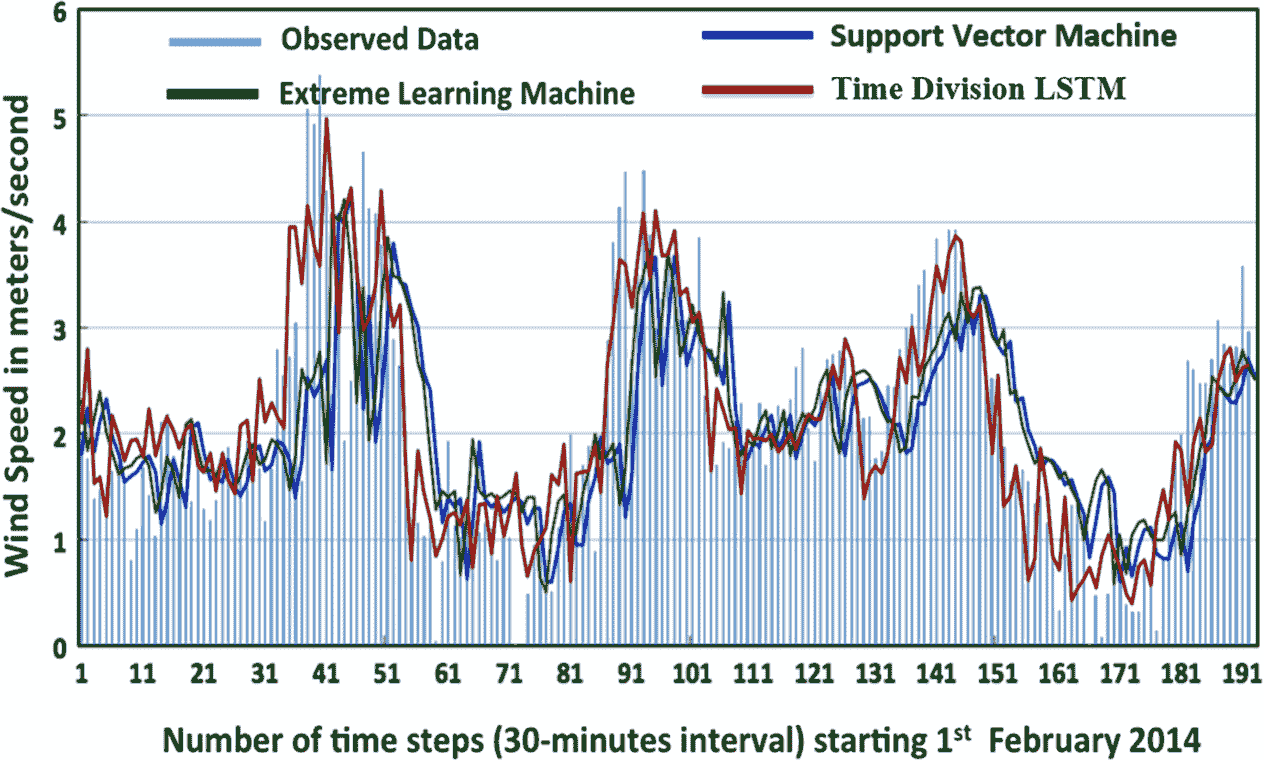 6
5
4
3
2
1
0
Wind Speed in meters/second
Observed Data
Support Vector Machine
Extreme Learning Machine
Time Division LSTM
1 11 21 31 41 51 61 71 81 91 101 111 121 131 141 151 161 171 181 191
Number of time steps (30-minutes interval) starting 1st February 2014